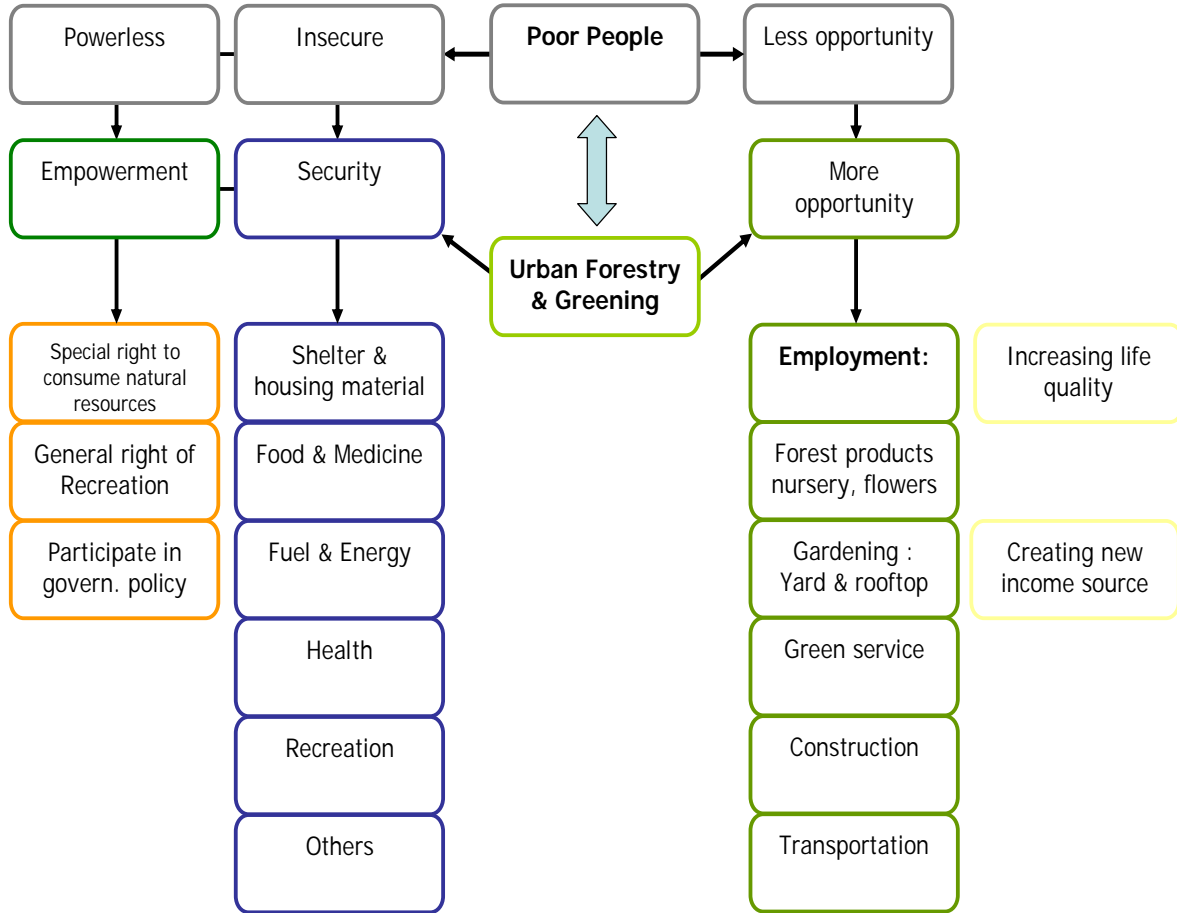 Powerless
Insecure
Poor People
Less opportunity
Empowerment
Security
More
opportunity
Urban Forestry
& Greening
Special right to
consume natural
resources
General right of
Recreation
Participate in
govern. policy
Shelter &
housing material
Food & Medicine
Fuel & Energy
Health
Recreation
Others
Employment:
Forest products
nursery, flowers
Gardening :
Yard & rooftop
Green service
Construction
Transportation
Increasing life
quality
Creating new
income source